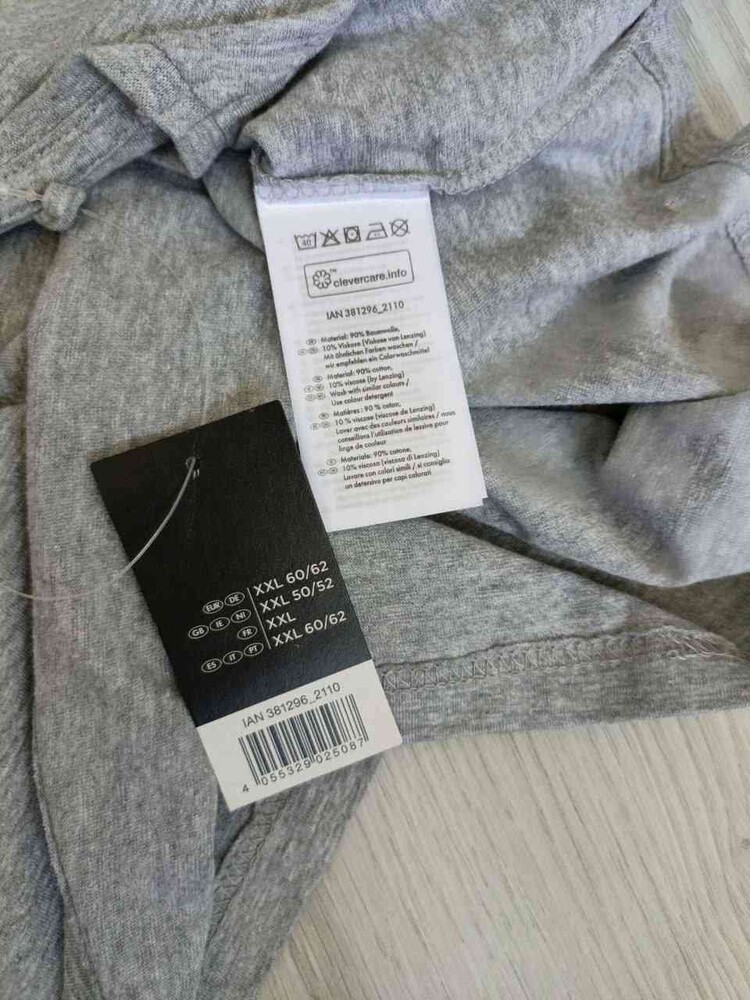 40
™ clevercare.info
IAN 381296_2110
Material: 90% Baumwolle,
10% Viskose (Viskose von Lenzing)
Mit ähnlichen Farben waschen /
wir empfehlen ein Colorwaschmittel
Material: 90% cotton,
10% viscose (by Lenzing)
Wash with similar colours /
Use colour detergent
Matières: 90 % coton,
10 % viscose (viscose de Lenzing)
Laver avec des couleurs similaires / nous
conseillons l'utilisation de lessive pour
linge de couleur
Materiale: 90% cotone,
10% viscosa (viscosa di Lenzing)
Lavare con colori simili / si consiglia
un detersivo per capi colorati
EUR DE XXL 60/62
GB IE NI XXL 50/52
FR XXL
ES IT PT XXL 60/62
IAN 381296_2110
4 055329 025087